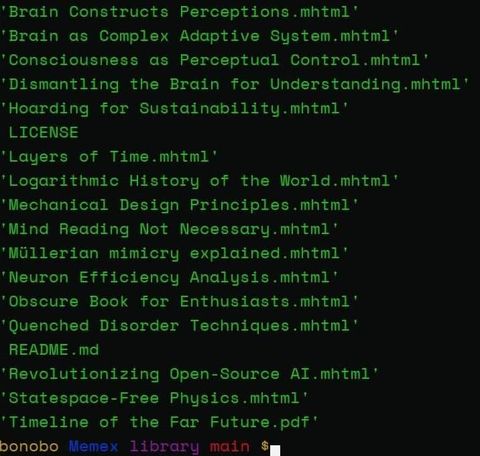 'Brain Constructs Perceptions.mhtml'
'Brain as Complex Adaptive System.mhtml'
'Consciousness as Perceptual Control.mhtml'
'Dismantling the Brain for Understanding.mhtml'
'Hoarding for Sustainability.mhtml'
LICENSE
'Layers of Time.mhtml'
'Logarithmic History of the World.mhtml'
'Mechanical Design Principles.mhtml'
'Mind Reading Not Necessary.mhtml'
'Müllerian mimicry explained.mhtml'
'Neuron Efficiency Analysis.mhtml'
'Obscure Book for Enthusiasts.mhtml'
'Quenched Disorder Techniques.mhtml'
README.md
'Revolutionizing Open-Source AI.mhtml'
'Statespace-Free Physics.mhtml'
'Timeline of the Far Future.pdf'
bonobo Memex library main $